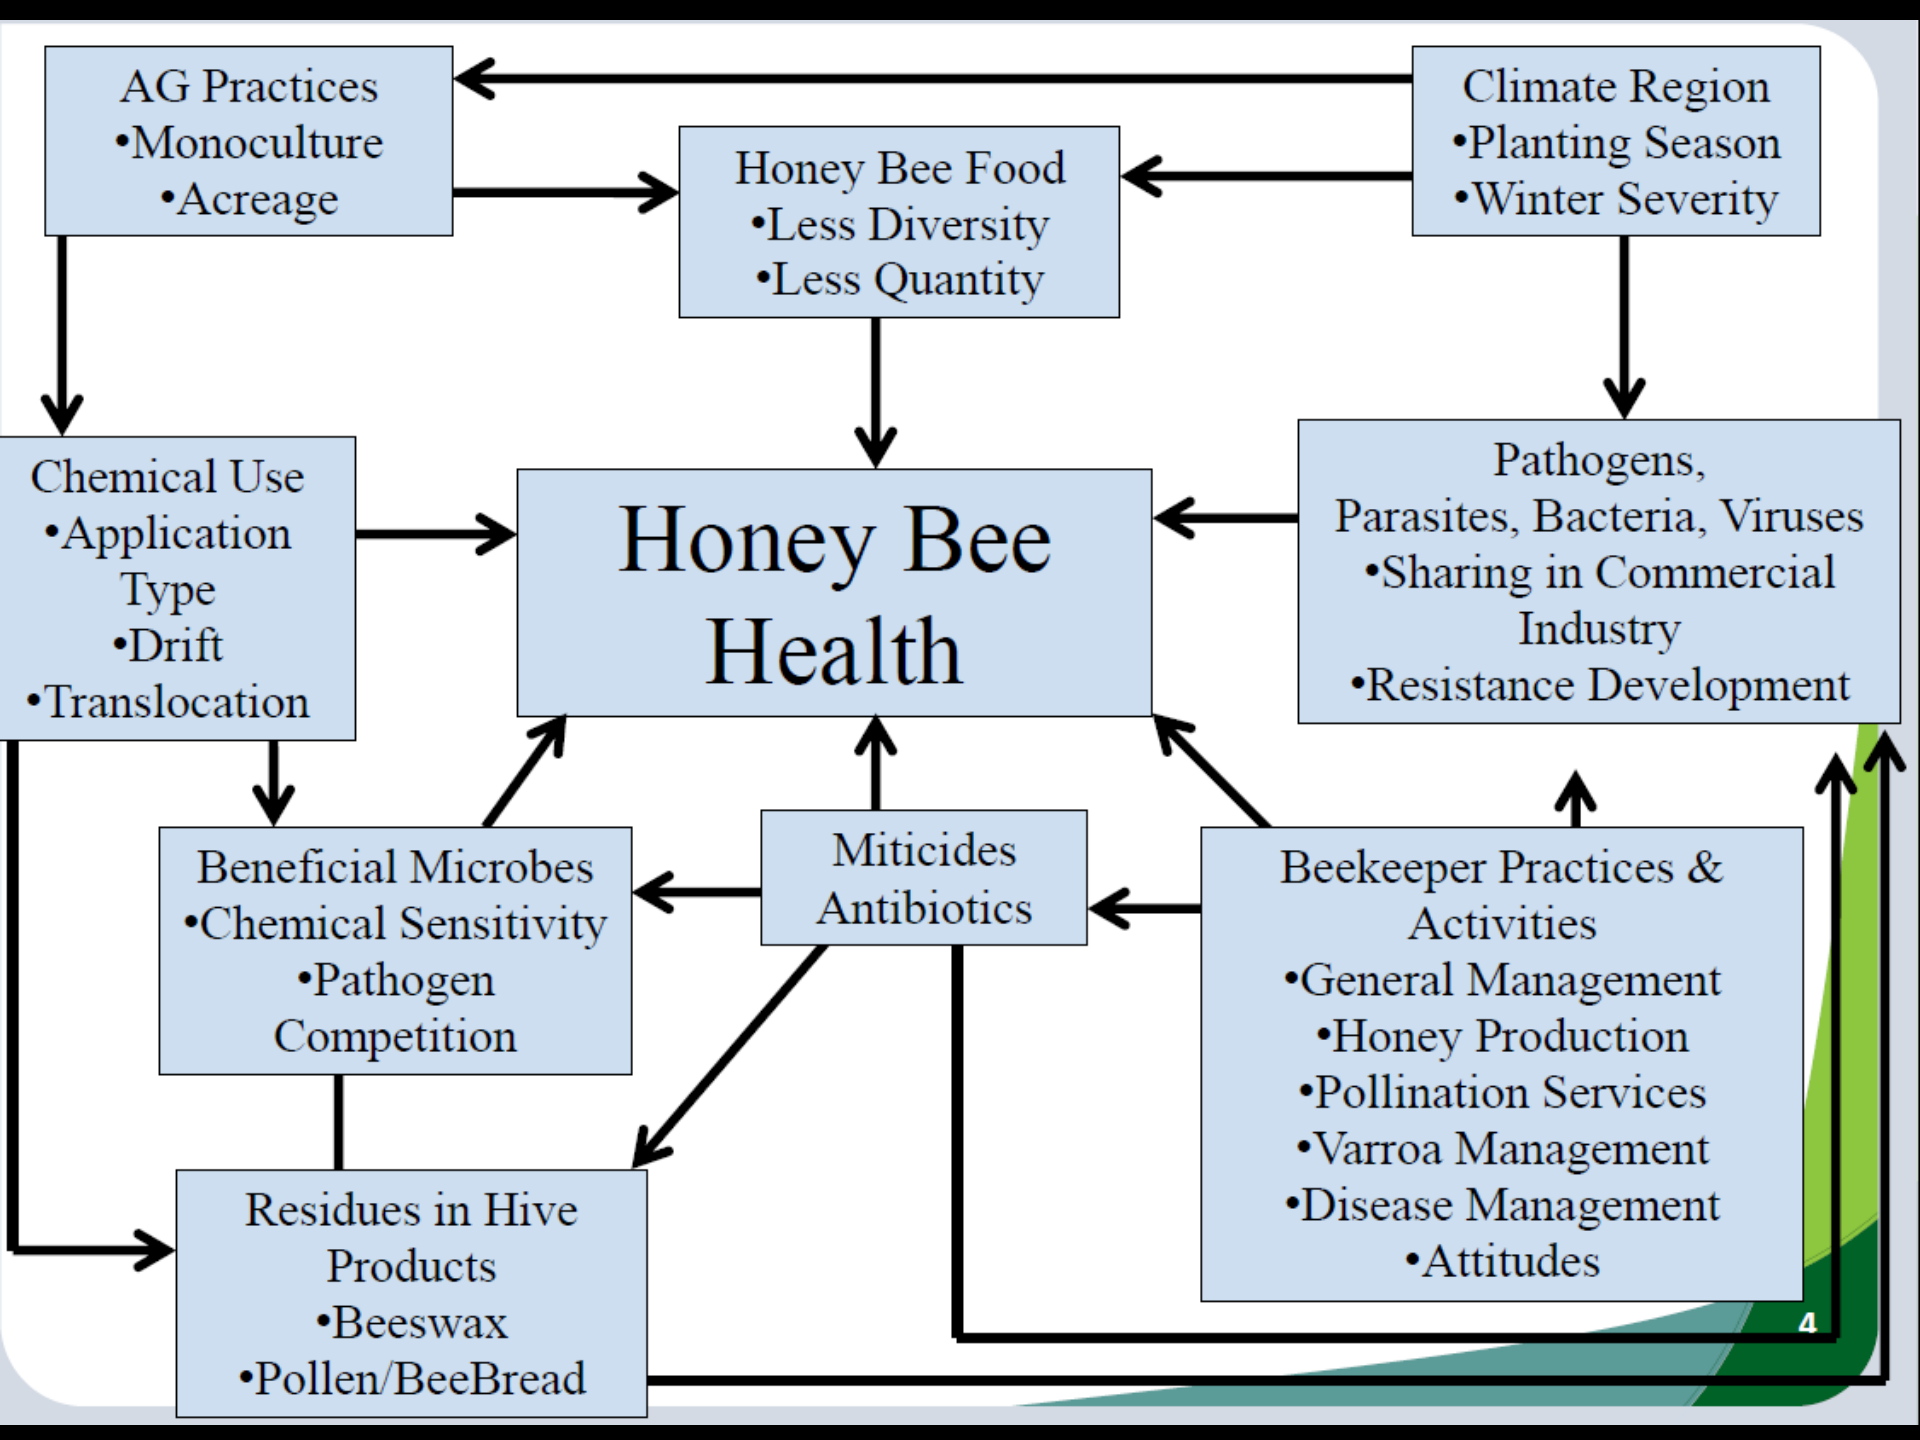 AG Practices
•Monoculture
•Acreage
Climate Region
•Planting Season
•Winter Severity
Honey Bee Food
•Less Diversity
•Less Quantity
Chemical Use
•Application
Type
•Drift
•Translocation
Honey Bee
Health
Pathogens,
Parasites, Bacteria, Viruses
•Sharing in Commercial
Industry
•Resistance Development
Beneficial Microbes
•Chemical Sensitivity
•Pathogen
Competition
Miticides
Antibiotics
Beekeeper Practices &
Activities
•General Management
•Honey Production
•Pollination Services
•Varroa Management
•Disease Management
•Attitudes
Residues in Hive
Products
•Beeswax
•Pollen/BeeBread
4